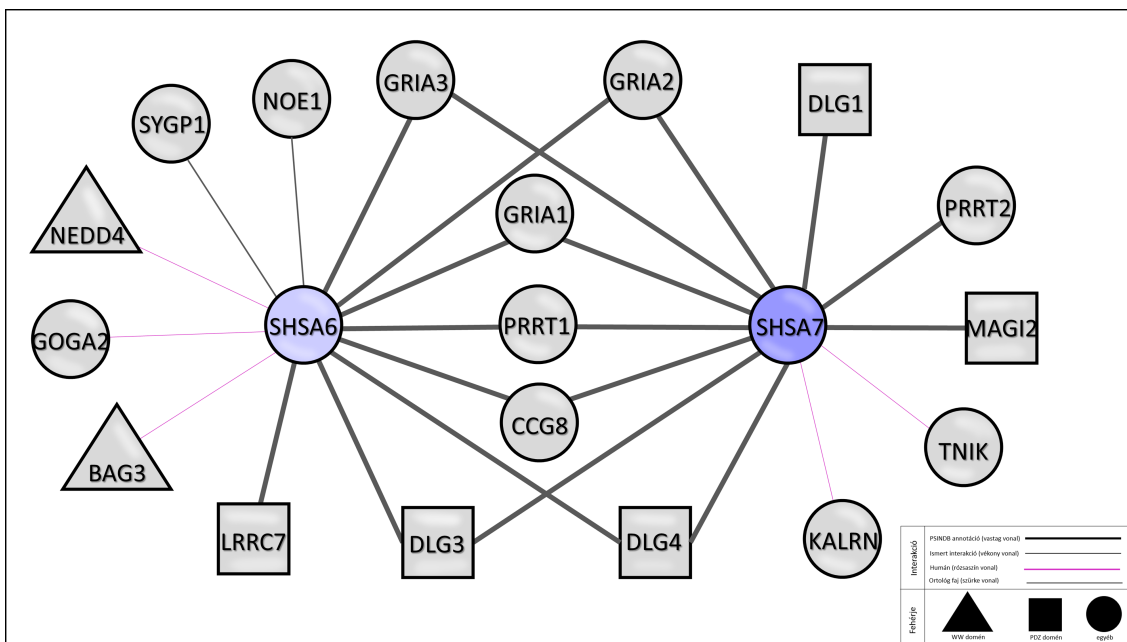 GRIA3
GRIA2
NOE1
DLG1
SYGP1
PRRT2
GRIA1
NEDD4
SHSA6
PRRT1
SHSA7
MAGI2
GOGA2
CCG8
TNIK
BAG3
LRRC7
DLG3
DLG4
KALRN
Interakció
PSINDB annotáció (vastag vonal)
Ismert interakció (vékony vonal)
Humán (rózsaszín vonal)
Ortológ faj (szürke vonal)
Fehérje
WW domén
PDZ domén
egyéb